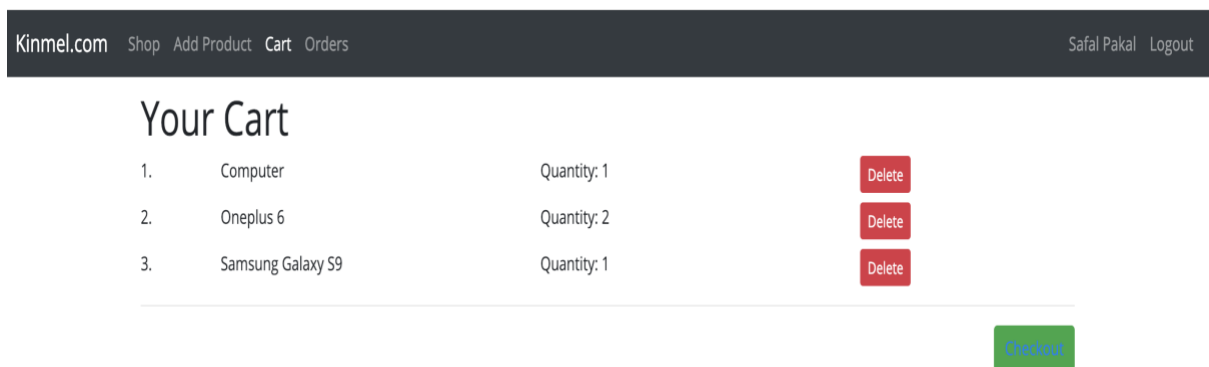 Kinmel.com Shop Add Product Cart Orders Safal Pakal Logout
Your Cart
1. Computer Quantity: 1 Delete
2. Oneplus 6 Quantity: 2 Delete
3. Samsung Galaxy S9 Quantity: 1 Delete
Checkout